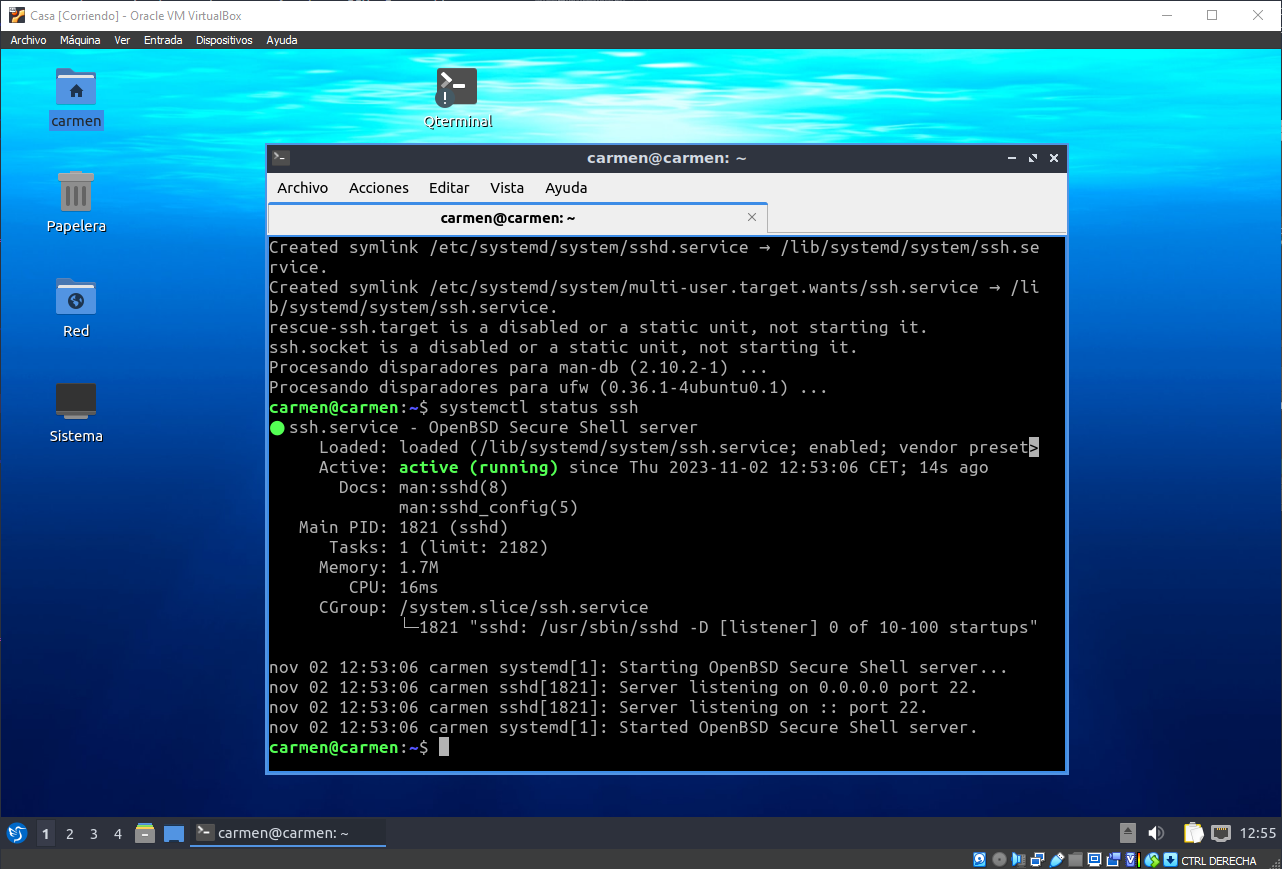 Casa [Corriendo] - Oracle VM VirtualBox
Archivo Máquina Ver Entrada Dispositivos Ayuda
carmen
Qterminal
Papelera
Red
Sistema
carmen@carmen: ~
Archivo Acciones Editar Vista Ayuda
carmen@carmen: ~
Created symlink /etc/systemd/system/sshd.service → /lib/systemd/system/ssh.se
rvice.
Created symlink /etc/systemd/system/multi-user.target.wants/ssh.service → /li
b/systemd/system/ssh.service.
rescue-ssh.target is a disabled or a static unit, not starting it.
ssh.socket is a disabled or a static unit, not starting it.
Procesando disparadores para man-db (2.10.2-1) ...
Procesando disparadores para ufw (0.36.1-4ubuntu0.1) ...
carmen@carmen:~$ systemctl status ssh
● ssh.service - OpenBSD Secure Shell server
Loaded: loaded (/lib/systemd/system/ssh.service; enabled; vendor preset>
Active: active (running) since Thu 2023-11-02 12:53:06 CET; 14s ago
Docs: man:sshd(8)
man:sshd_config(5)
Main PID: 1821 (sshd)
Tasks: 1 (limit: 2182)
Memory: 1.7M
CPU: 16ms
CGroup: /system.slice/ssh.service
└─1821 "sshd: /usr/sbin/sshd -D [listener] 0 of 10-100 startups"
nov 02 12:53:06 carmen systemd[1]: Starting OpenBSD Secure Shell server...
nov 02 12:53:06 carmen sshd[1821]: Server listening on 0.0.0.0 port 22.
nov 02 12:53:06 carmen sshd[1821]: Server listening on :: port 22.
nov 02 12:53:06 carmen systemd[1]: Started OpenBSD Secure Shell server.
carmen@carmen:~$
1 2 3 4 carmen@carmen: ~ 12:55
CTRL DERECHA